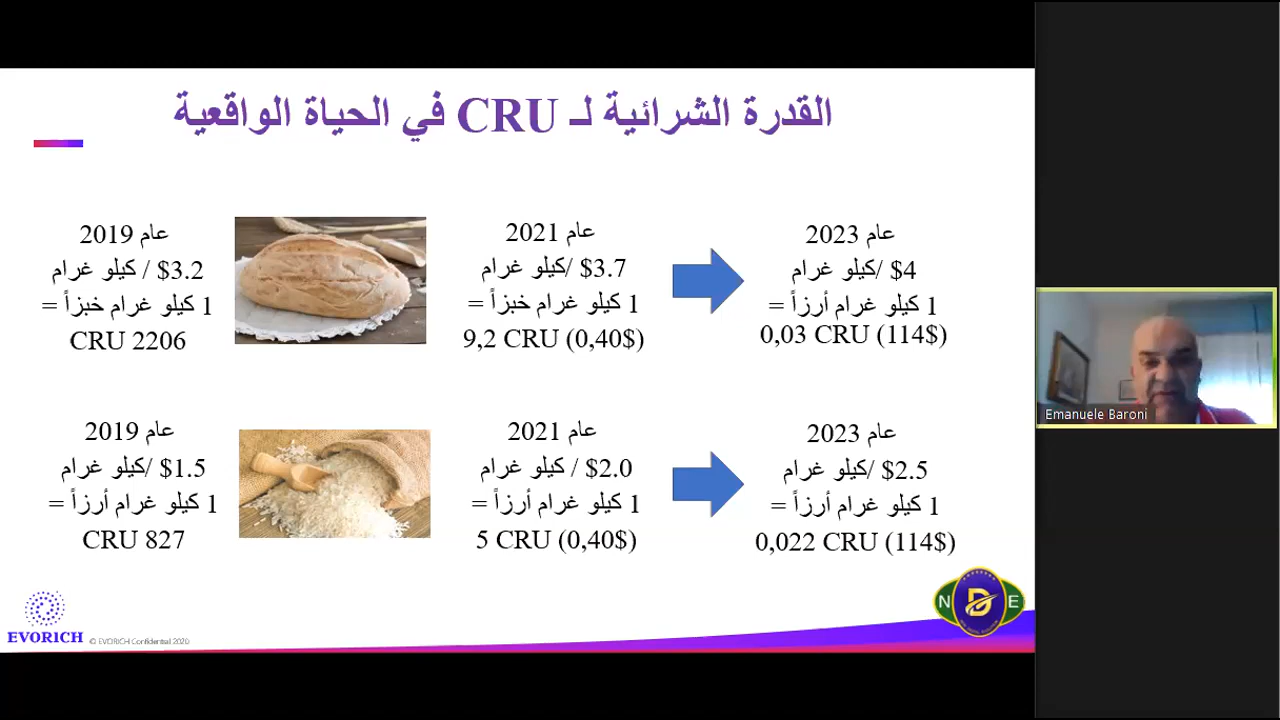 القدرة الشرائية لـ CRU في الحياة الواقعية
عام 2019
$3.2 / كيلو غرام
1 كيلو غرام خبزاً =
CRU 2206
عام 2021
$3.7 /كيلو غرام
1 كيلو غرام خبزاً =
9,2 CRU (0,40$)
عام 2023
$4 /كيلو غرام
1 كيلو غرام أرزاً =
0,03 CRU (114$)
عام 2019
$1.5 /كيلو غرام
1 كيلو غرام أرزاً =
CRU 827
عام 2021
$2.0 / كيلو غرام
1 كيلو غرام أرزاً =
5 CRU (0,40$)
عام 2023
$2.5 /كيلو غرام
1 كيلو غرام أرزاً =
0,022 CRU (114$)
EVORICH
© EVORICH Confidential 2020
N D E
Emanuele Baroni